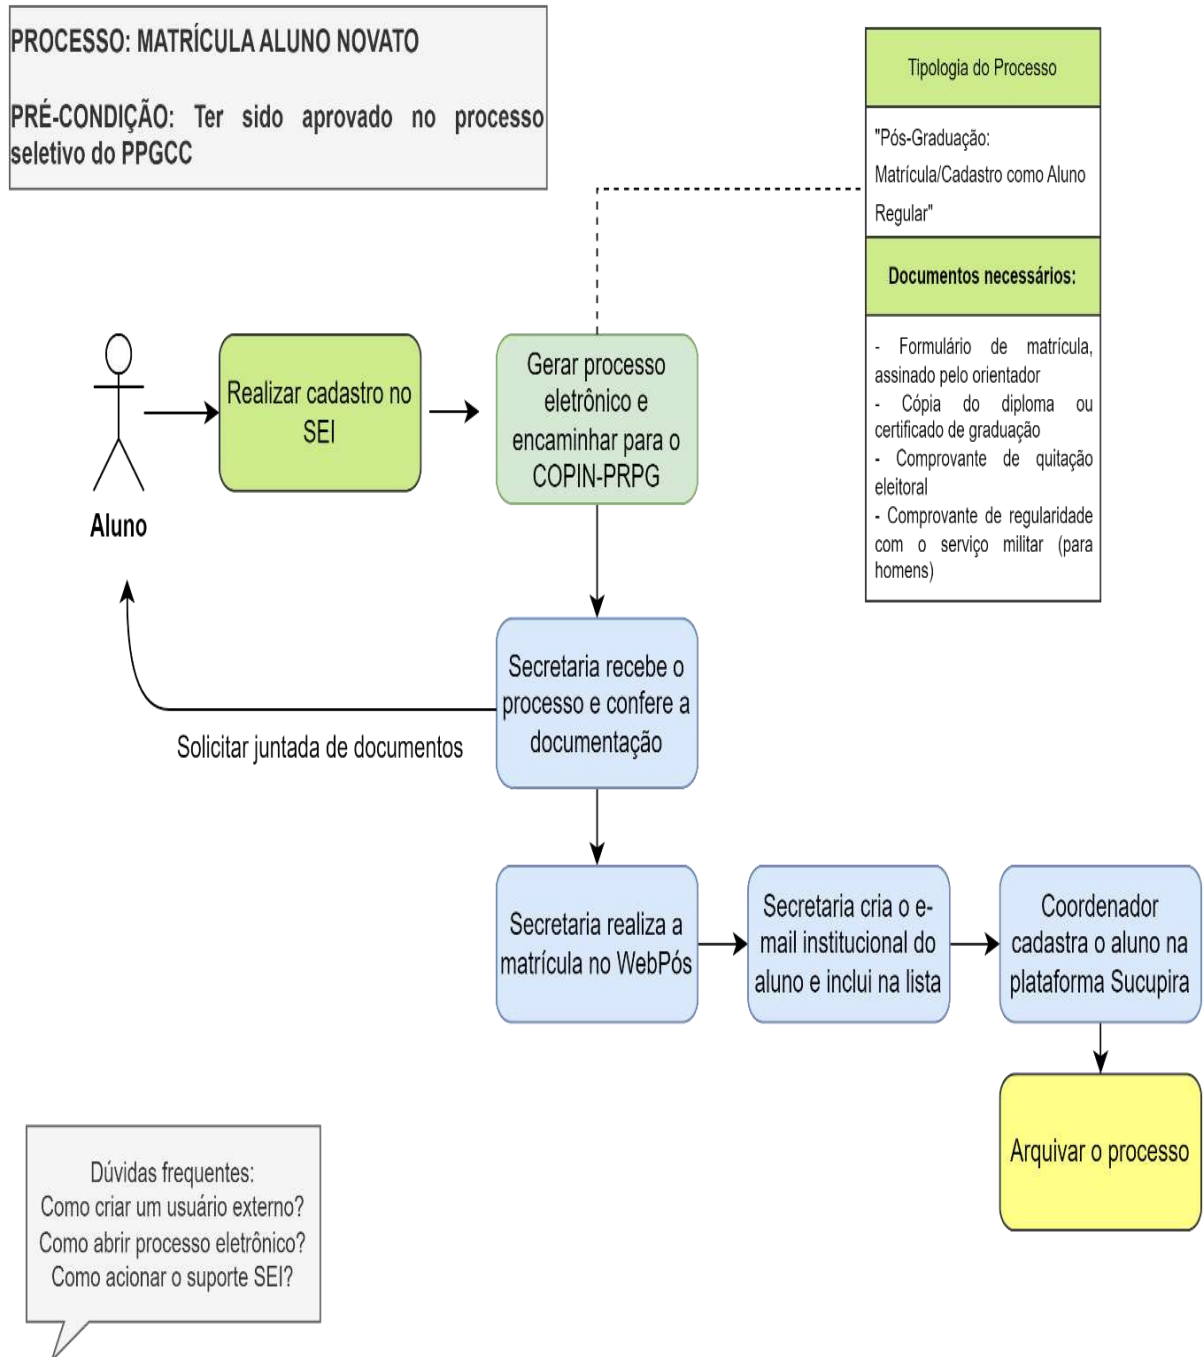 PROCESSO: MATRÍCULA ALUNO NOVATO
PRÉ-CONDIÇÃO: Ter sido aprovado no processo
seletivo do PPGCC
Tipologia do Processo
"Pós-Graduação:
Matrícula/Cadastro como Aluno
Regular"
Documentos necessários:
- Formulário de matrícula,
assinado pelo orientador
- Cópia do diploma ou
certificado de graduação
- Comprovante de quitação
eleitoral
- Comprovante de regularidade
com o serviço militar (para
homens)
Aluno
Realizar cadastro no
SEI
Gerar processo
eletrônico e
encaminhar para o
COPIN-PRPG
Secretaria recebe o
processo e confere a
documentação
Solicitar juntada de documentos
Secretaria realiza a
matrícula no WebPós
Secretaria cria o e-
mail institucional do
aluno e inclui na lista
Coordenador
cadastra o aluno na
plataforma Sucupira
Arquivar o processo
Dúvidas frequentes:
Como criar um usuário externo?
Como abrir processo eletrônico?
Como acionar o suporte SEI?